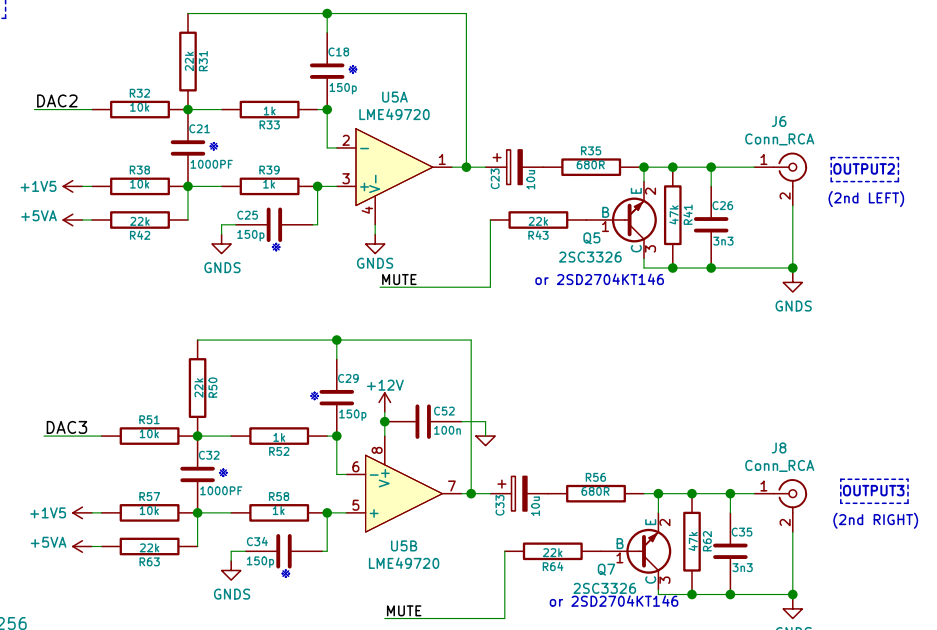 C18
※
150p
22k
R31
DAC2
R32
10k
1k
R33
U5A
LME49720
C21
※
1000PF
2
−
1
3
+
V-
4
R38
10k
R39
1k
+1V5
+5VA
22k
R42
C25
150p
※
GNDS
GNDS
MUTE
+
C23
10u
R35
680R
22k
R43
B
1
E
2
C
3
Q5
2SC3326
or 2SD2704KT146
47k
R41
C26
3n3
J6
Conn_RCA
1
2
GNDS
OUTPUT2
(2nd LEFT)
22k
R50
C29
※
150p
+12V
C52
100n
DAC3
R51
10k
1k
R52
8
V+
6
−
7
5
+
U5B
LME49720
C32
※
1000PF
R57
10k
R58
1k
+1V5
+5VA
22k
R63
C34
150p
※
GNDS
MUTE
+
C33
10u
R56
680R
22k
R64
B
1
E
2
C
3
Q7
2SC3326
or 2SD2704KT146
47k
R62
C35
3n3
J8
Conn_RCA
1
2
OUTPUT3
(2nd RIGHT)
256